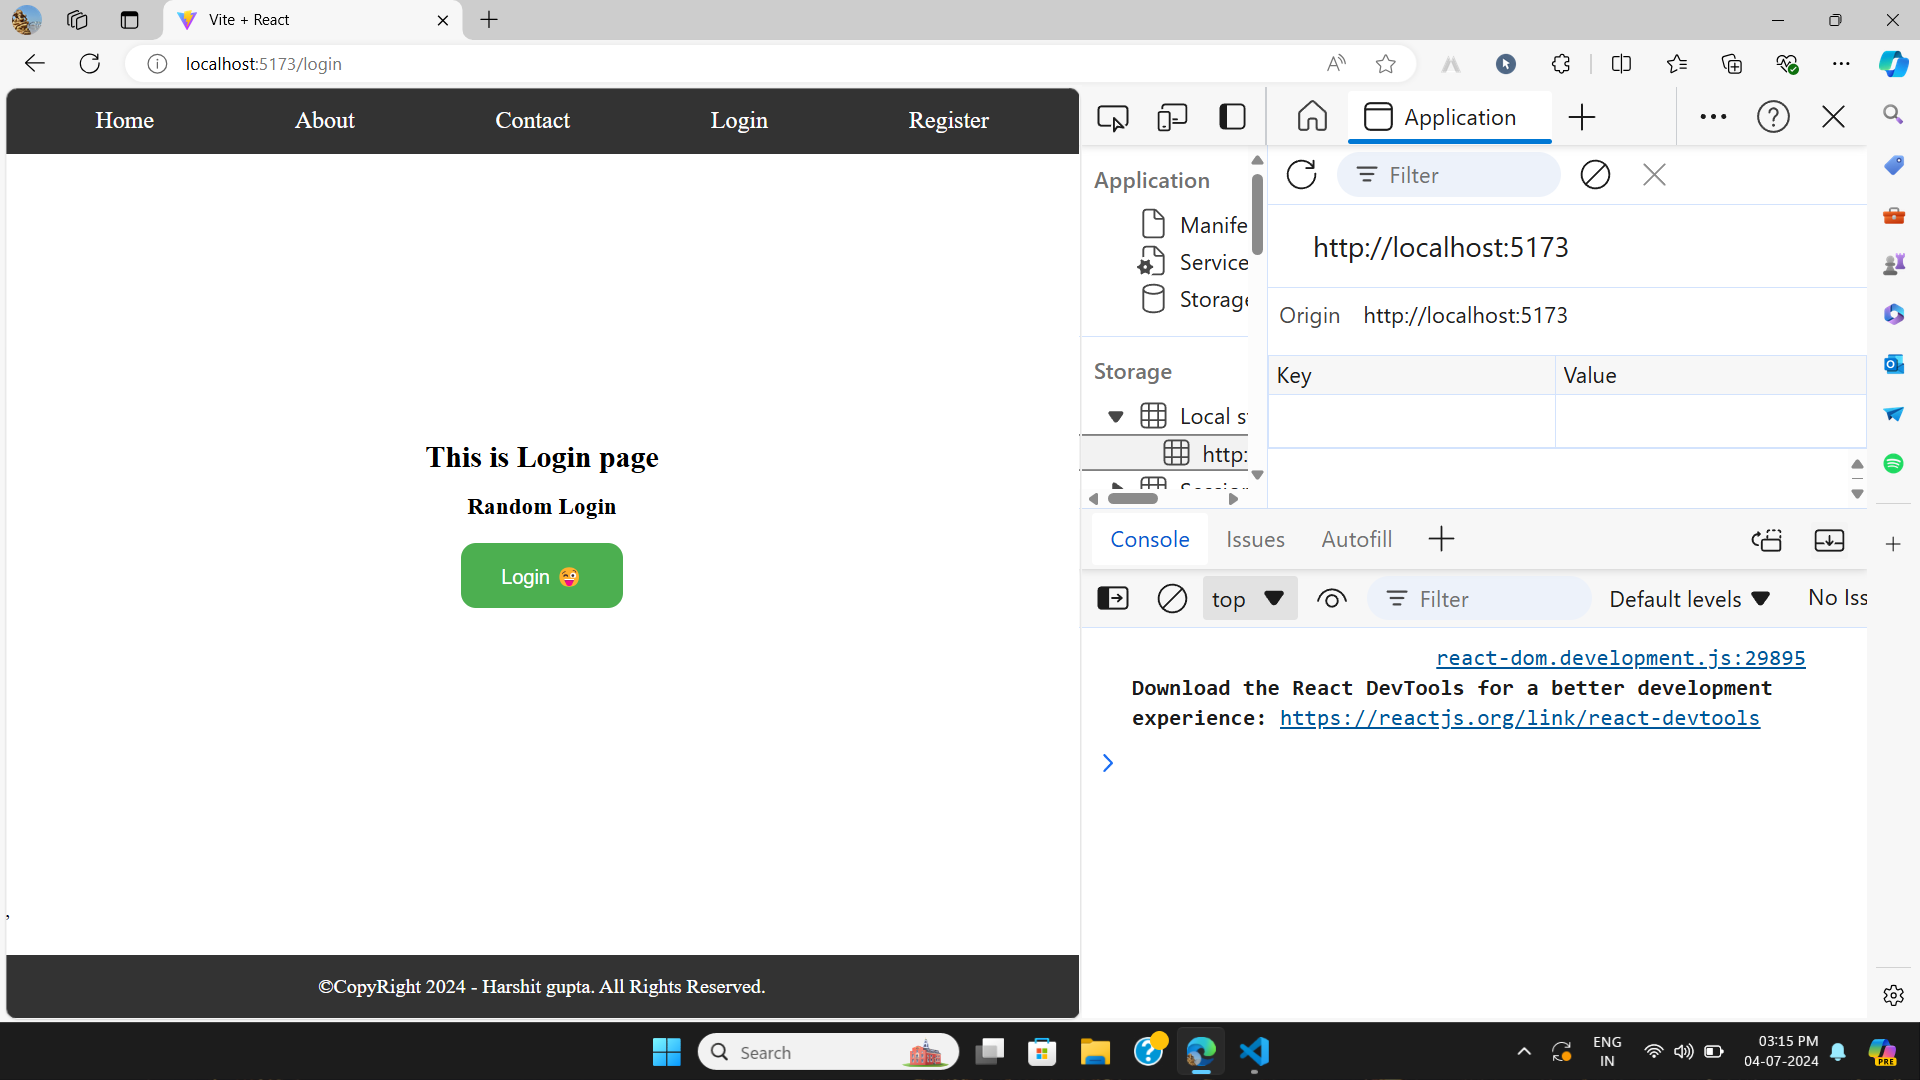 Vite + React
localhost:5173/login
Home About Contact Login Register
This is Login page
Random Login
Login 😜
,
©CopyRight 2024 - Harshit gupta. All Rights Reserved.
Application
Application
Manife
Service
Storage
Storage
Local s
http:
Session
Filter
http://localhost:5173
Origin http://localhost:5173
Key Value
Console Issues Autofill
top Filter Default levels No Iss
react-dom.development.js:29895
Download the React DevTools for a better development
experience: https://reactjs.org/link/react-devtools
Search
ENG
IN
03:15 PM
04-07-2024
PRE